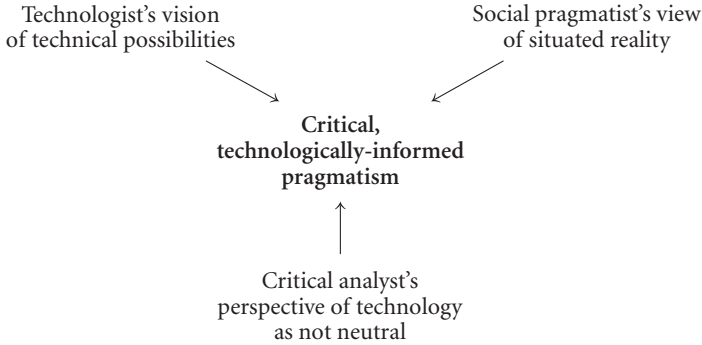 Technologist's vision
of technical possibilities
Social pragmatist's view
of situated reality
Critical,
technologically-informed
pragmatism
Critical analyst's
perspective of technology
as not neutral